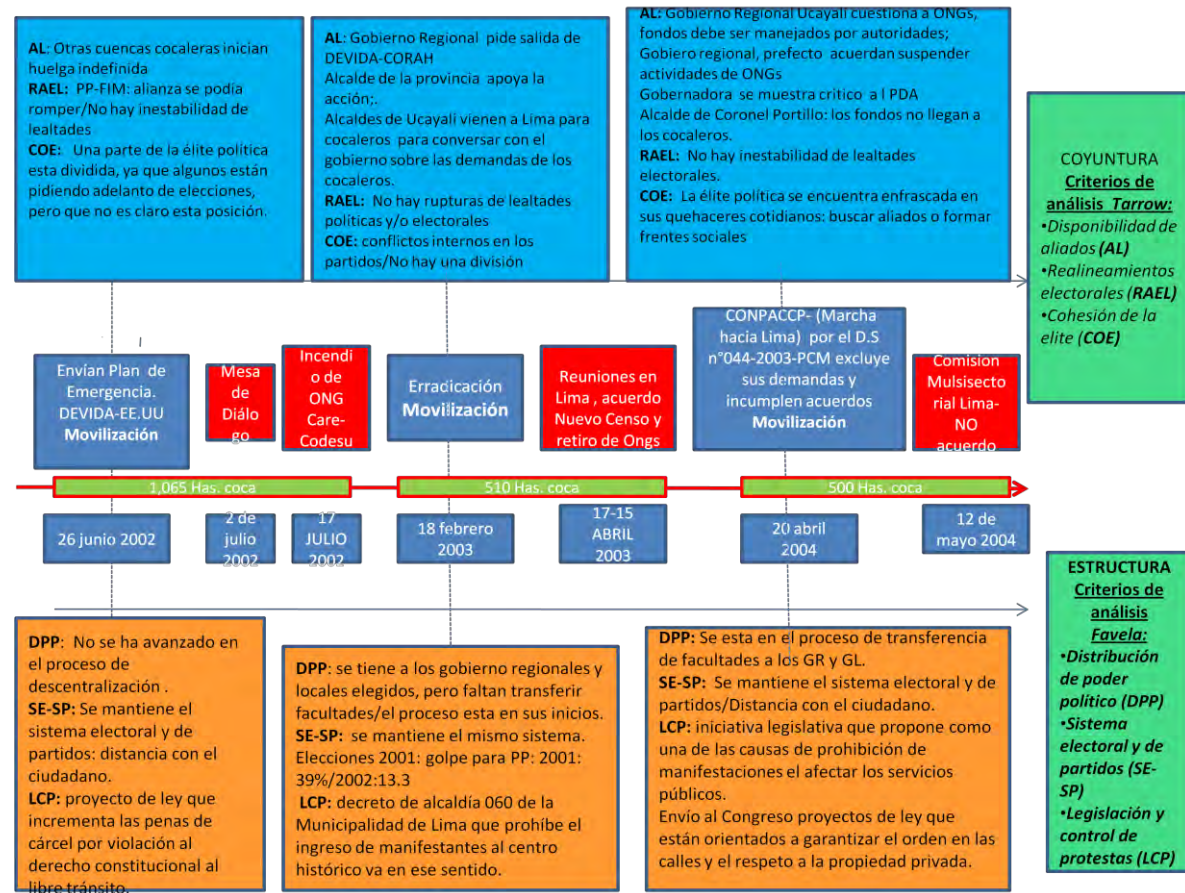 AL: Otras cuencas cocaleras inician
huelga indefinida
RAEL: PP-FIM: alianza se podía
romper/No hay inestabilidad de
lealtades
COE: Una parte de la élite política
esta dividida, ya que algunos están
pidiendo adelanto de elecciones,
pero que no es claro esta posición.
AL: Gobierno Regional pide salida de
DEVIDA-CORAH
Alcalde de la provincia apoya la
acción;.
Alcaldes de Ucayali vienen a Lima para
cocaleros para conversar con el
gobierno sobre las demandas de los
cocaleros.
RAEL: No hay rupturas de lealtades
políticas y/o electorales
COE: conflictos internos en los
partidos/No hay una división
AL: Gobierno Regional Ucayali cuestiona a ONGs,
fondos debe ser manejados por autoridades;
Gobiero regional, prefecto acuerdan suspender
actividades de ONGs
Gobernadora se muestra critico a l PDA
Alcalde de Coronel Portillo: los fondos no llegan a
los cocaleros.
RAEL: No hay inestabilidad de lealtades
electorales.
COE: La élite política se encuentra enfrascada en
sus quehaceres cotidianos: buscar aliados o formar
frentes sociales
COYUNTURA
Criterios de
análisis Tarrow:
•Disponibilidad de
aliados (AL)
•Realineamientos
electorales (RAEL)
•Cohesión de la
elite (COE)
Envían Plan de
Emergencia.
DEVIDA-EE.UU
Movilización
Mesa
de
Diálo
go
Incendi
o de
ONG
Care-
Codesu
Erradicación
Movilización
Reuniones en
Lima , acuerdo
Nuevo Censo y
retiro de Ongs
CONPACCP- (Marcha
hacia Lima) por el D.S
n°044-2003-PCM excluye
sus demandas y
incumplen acuerdos
Movilización
Comision
Mulsisecto
rial Lima-
NO
acuerdo
1,065 Has. coca
510 Has. coca
500 Has. coca
26 junio 2002
2 de
julio
2002
17
JULIO
2002
18 febrero
2003
17-15
ABRIL
2003
20 abril
2004
12 de
mayo 2004
DPP: No se ha avanzado en
el proceso de
descentralización .
SE-SP: Se mantiene el
sistema electoral y de
partidos: distancia con el
ciudadano.
LCP: proyecto de ley que
incrementa las penas de
cárcel por violación al
derecho constitucional al
libre tránsito.
DPP: se tiene a los gobierno regionales y
locales elegidos, pero faltan transferir
facultades/el proceso esta en sus inicios.
SE-SP: se mantiene el mismo sistema.
Elecciones 2001: golpe para PP: 2001:
39%/2002:13.3
LCP: decreto de alcaldía 060 de la
Municipalidad de Lima que prohíbe el
ingreso de manifestantes al centro
histórico va en ese sentido.
DPP: Se esta en el proceso de transferencia
de facultades a los GR y GL.
SE-SP: Se mantiene el sistema electoral y de
partidos/Distancia con el ciudadano.
LCP: iniciativa legislativa que propone como
una de las causas de prohibición de
manifestaciones el afectar los servicios
públicos.
Envío al Congreso proyectos de ley que
están orientados a garantizar el orden en las
calles y el respeto a la propiedad privada.
ESTRUCTURA
Criterios de
análisis
Favela:
•Distribución
de poder
político (DPP)
•Sistema
electoral y de
partidos (SE-
SP)
•Legislación y
control de
protestas (LCP)